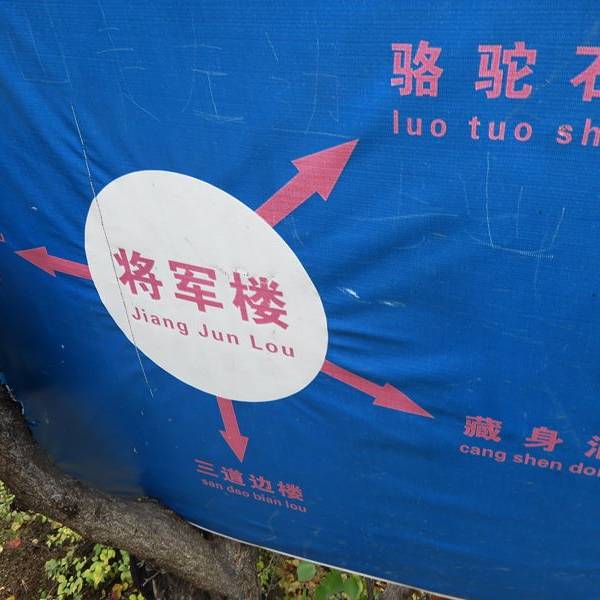 骆驼石
luo tuo sh
将军楼
Jiang Jun Lou
藏身
cang shen do
三道边楼
san dao bian lou